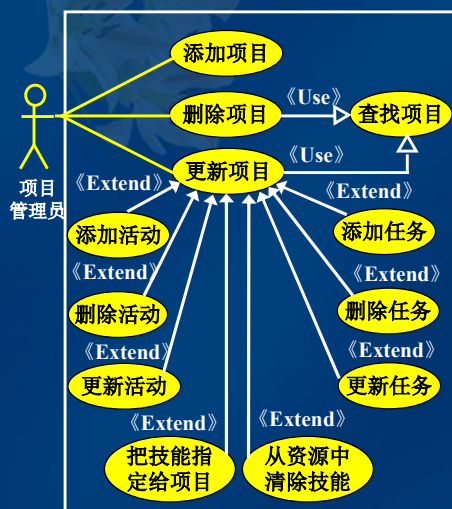 添加项目
删除项目
《Use》
查找项目
更新项目
《Use》
项目
管理员
《Extend》
《Extend》
添加活动
添加任务
《Extend》
《Extend》
删除活动
删除任务
《Extend》
《Extend》
更新活动
更新任务
《Extend》
《Extend》
把技能指
定给项目
从资源中
清除技能